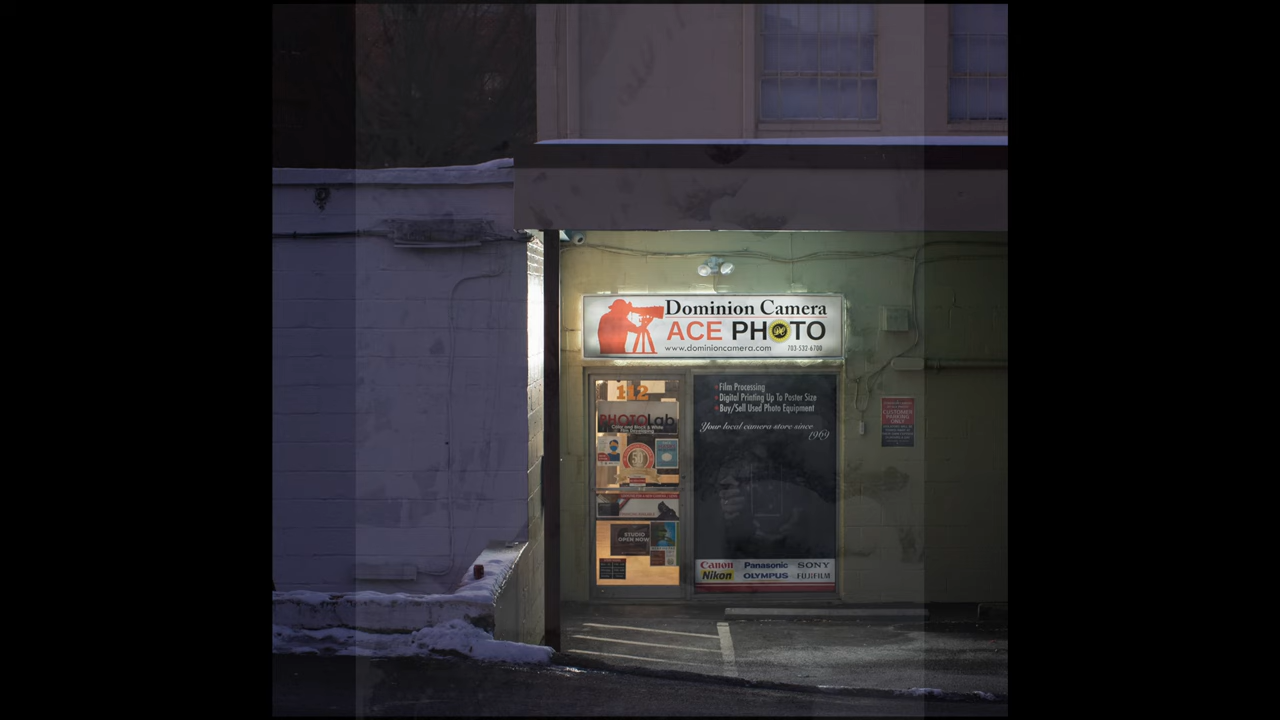 Dominion Camera
ACE PHOTO
www.dominioncamera.com 703-532-6700
112
PHOTOLab
Film Processing
Digital Printing Up To Poster Size
Buy/Sell Used Photo Equipment
Your local camera store since
1969
CUSTOMER
PARKING
ONLY
STUDIO
OPEN NOW
Canon Panasonic SONY
Nikon OLYMPUS FUJIFILM